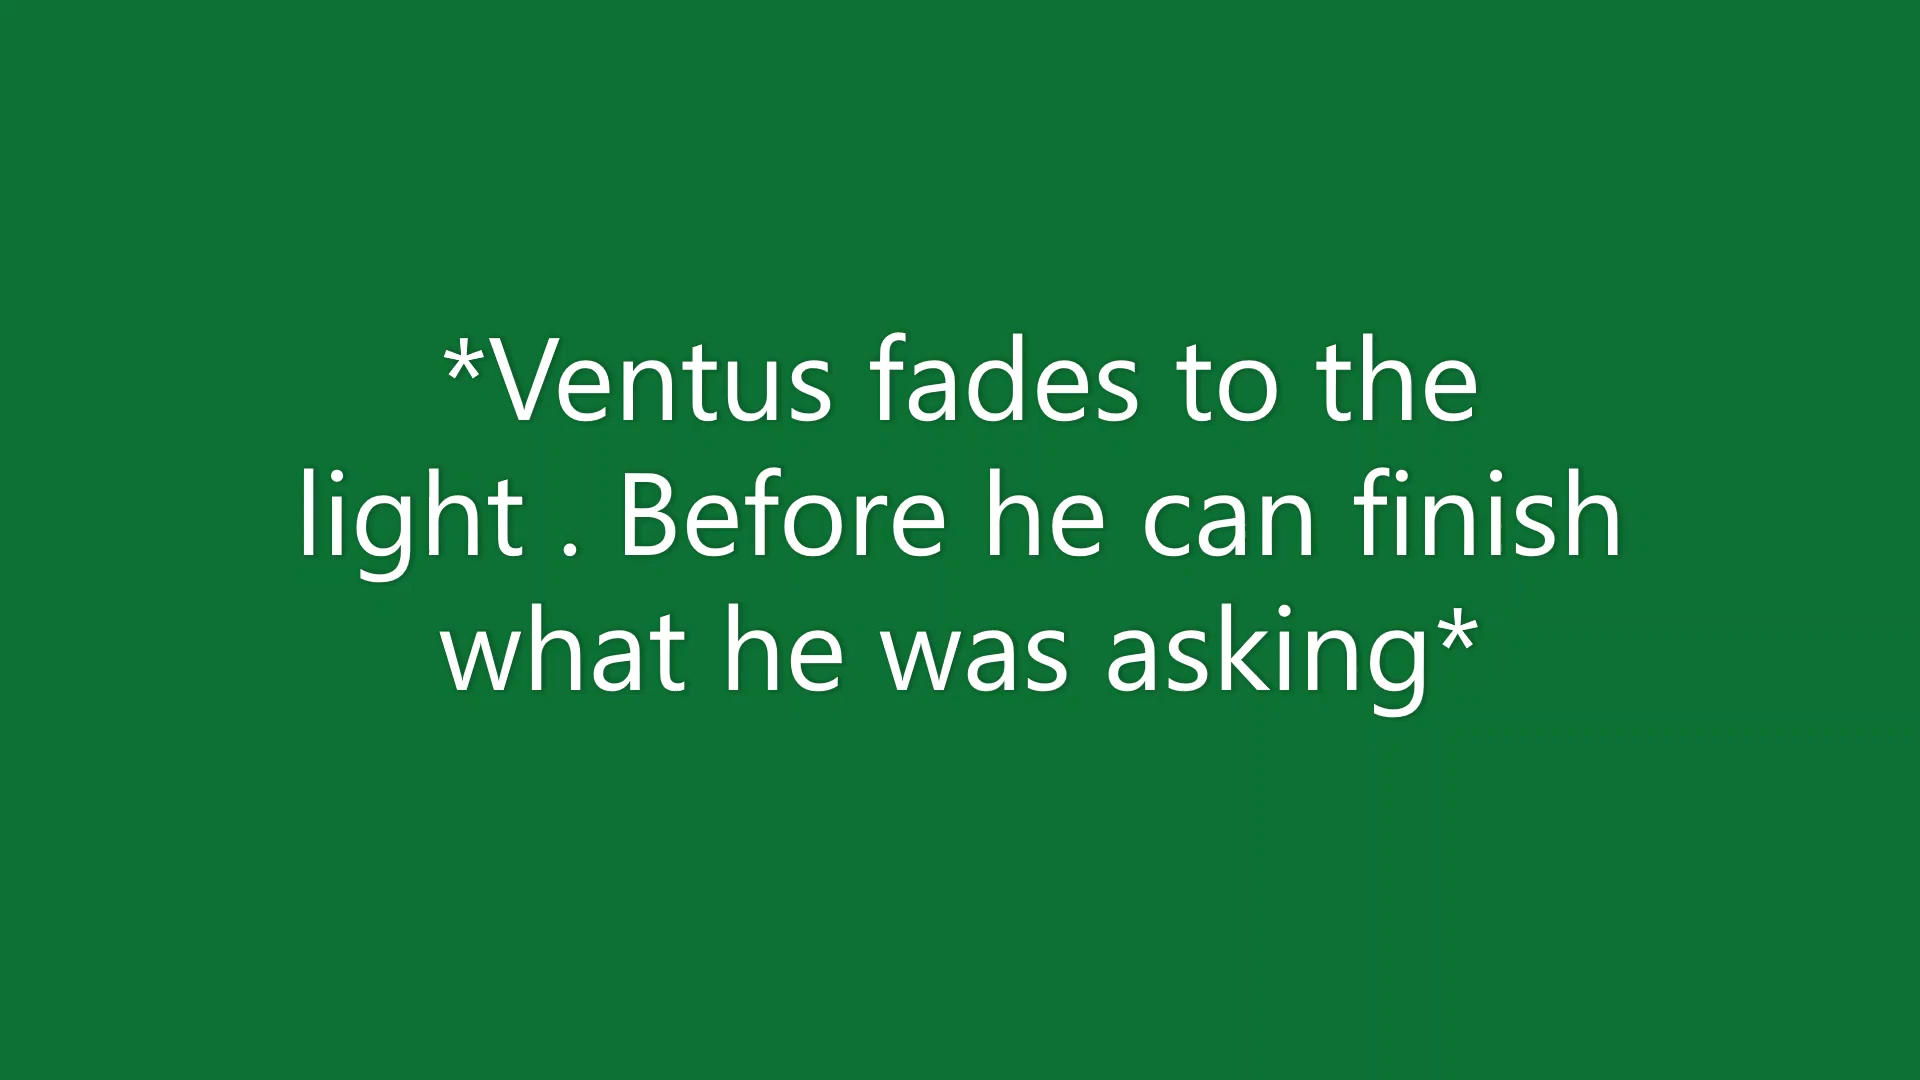 *Ventus fades to the
light . Before he can finish
what he was asking*